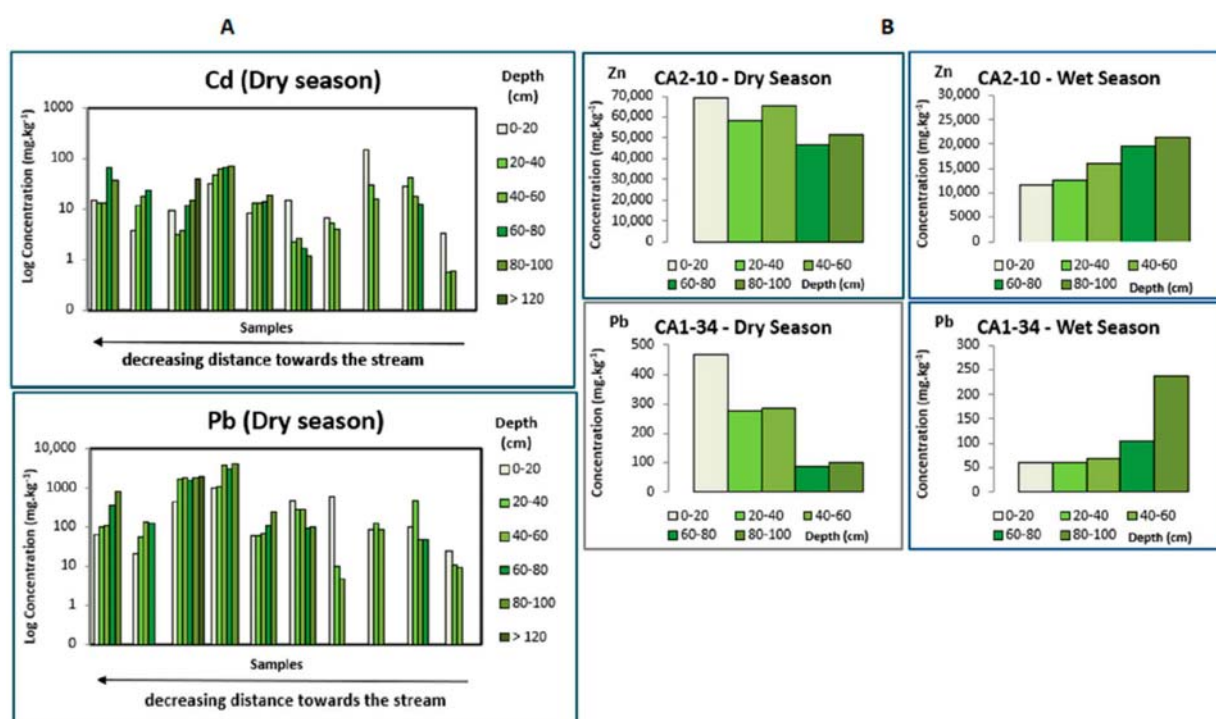 A
B
Cd (Dry season)
Log Concentration (mg.kg⁻¹)
1000
100
10
1
0
Samples
decreasing distance towards the stream
Depth
(cm)
0-20
20-40
40-60
60-80
80-100
> 120
Pb (Dry season)
Log Concentration (mg.kg⁻¹)
10,000
1000
100
10
1
0
Samples
decreasing distance towards the stream
Depth
(cm)
0-20
20-40
40-60
60-80
80-100
> 120
Zn
CA2-10 - Dry Season
Concentration (mg.kg⁻¹)
70,000
60,000
50,000
40,000
30,000
20,000
10,000
0
0-20 20-40 40-60
60-80 80-100 Depth (cm)
Zn
CA2-10 - Wet Season
Concentration (mg.kg⁻¹)
30,000
25,000
20,000
15,000
10,000
5000
0
0-20 20-40 40-60
60-80 80-100 Depth (cm)
Pb
CA1-34 - Dry Season
Concentration (mg.kg⁻¹)
500
400
300
200
100
0
0-20 20-40 40-60
60-80 80-100 Depth (cm)
Pb
CA1-34 - Wet Season
Concentration (mg.kg⁻¹)
300
250
200
150
100
50
0
0-20 20-40 40-60
60-80 80-100 Depth (cm)